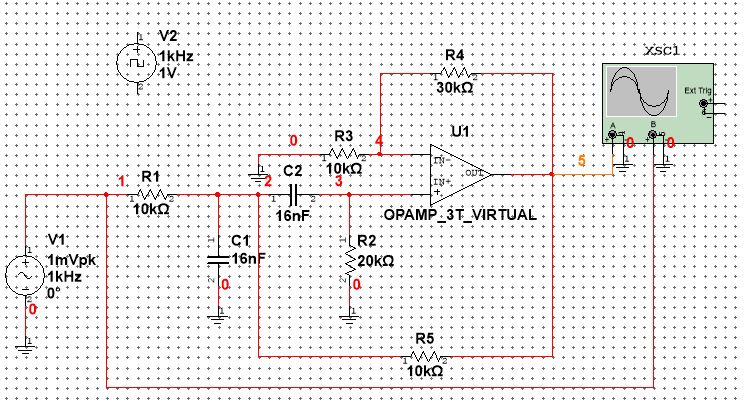 V2
1kHz
1V
XSC1
Ext Trig
A
B
R4
30kΩ
U1
IN-
IN+
OUT
OPAMP_3T_VIRTUAL
0
R3
10kΩ
4
5
0
0
1
R1
10kΩ
2
C2
16nF
3
V1
1mVpk
1kHz
0°
0
C1
16nF
0
R2
20kΩ
0
R5
10kΩ